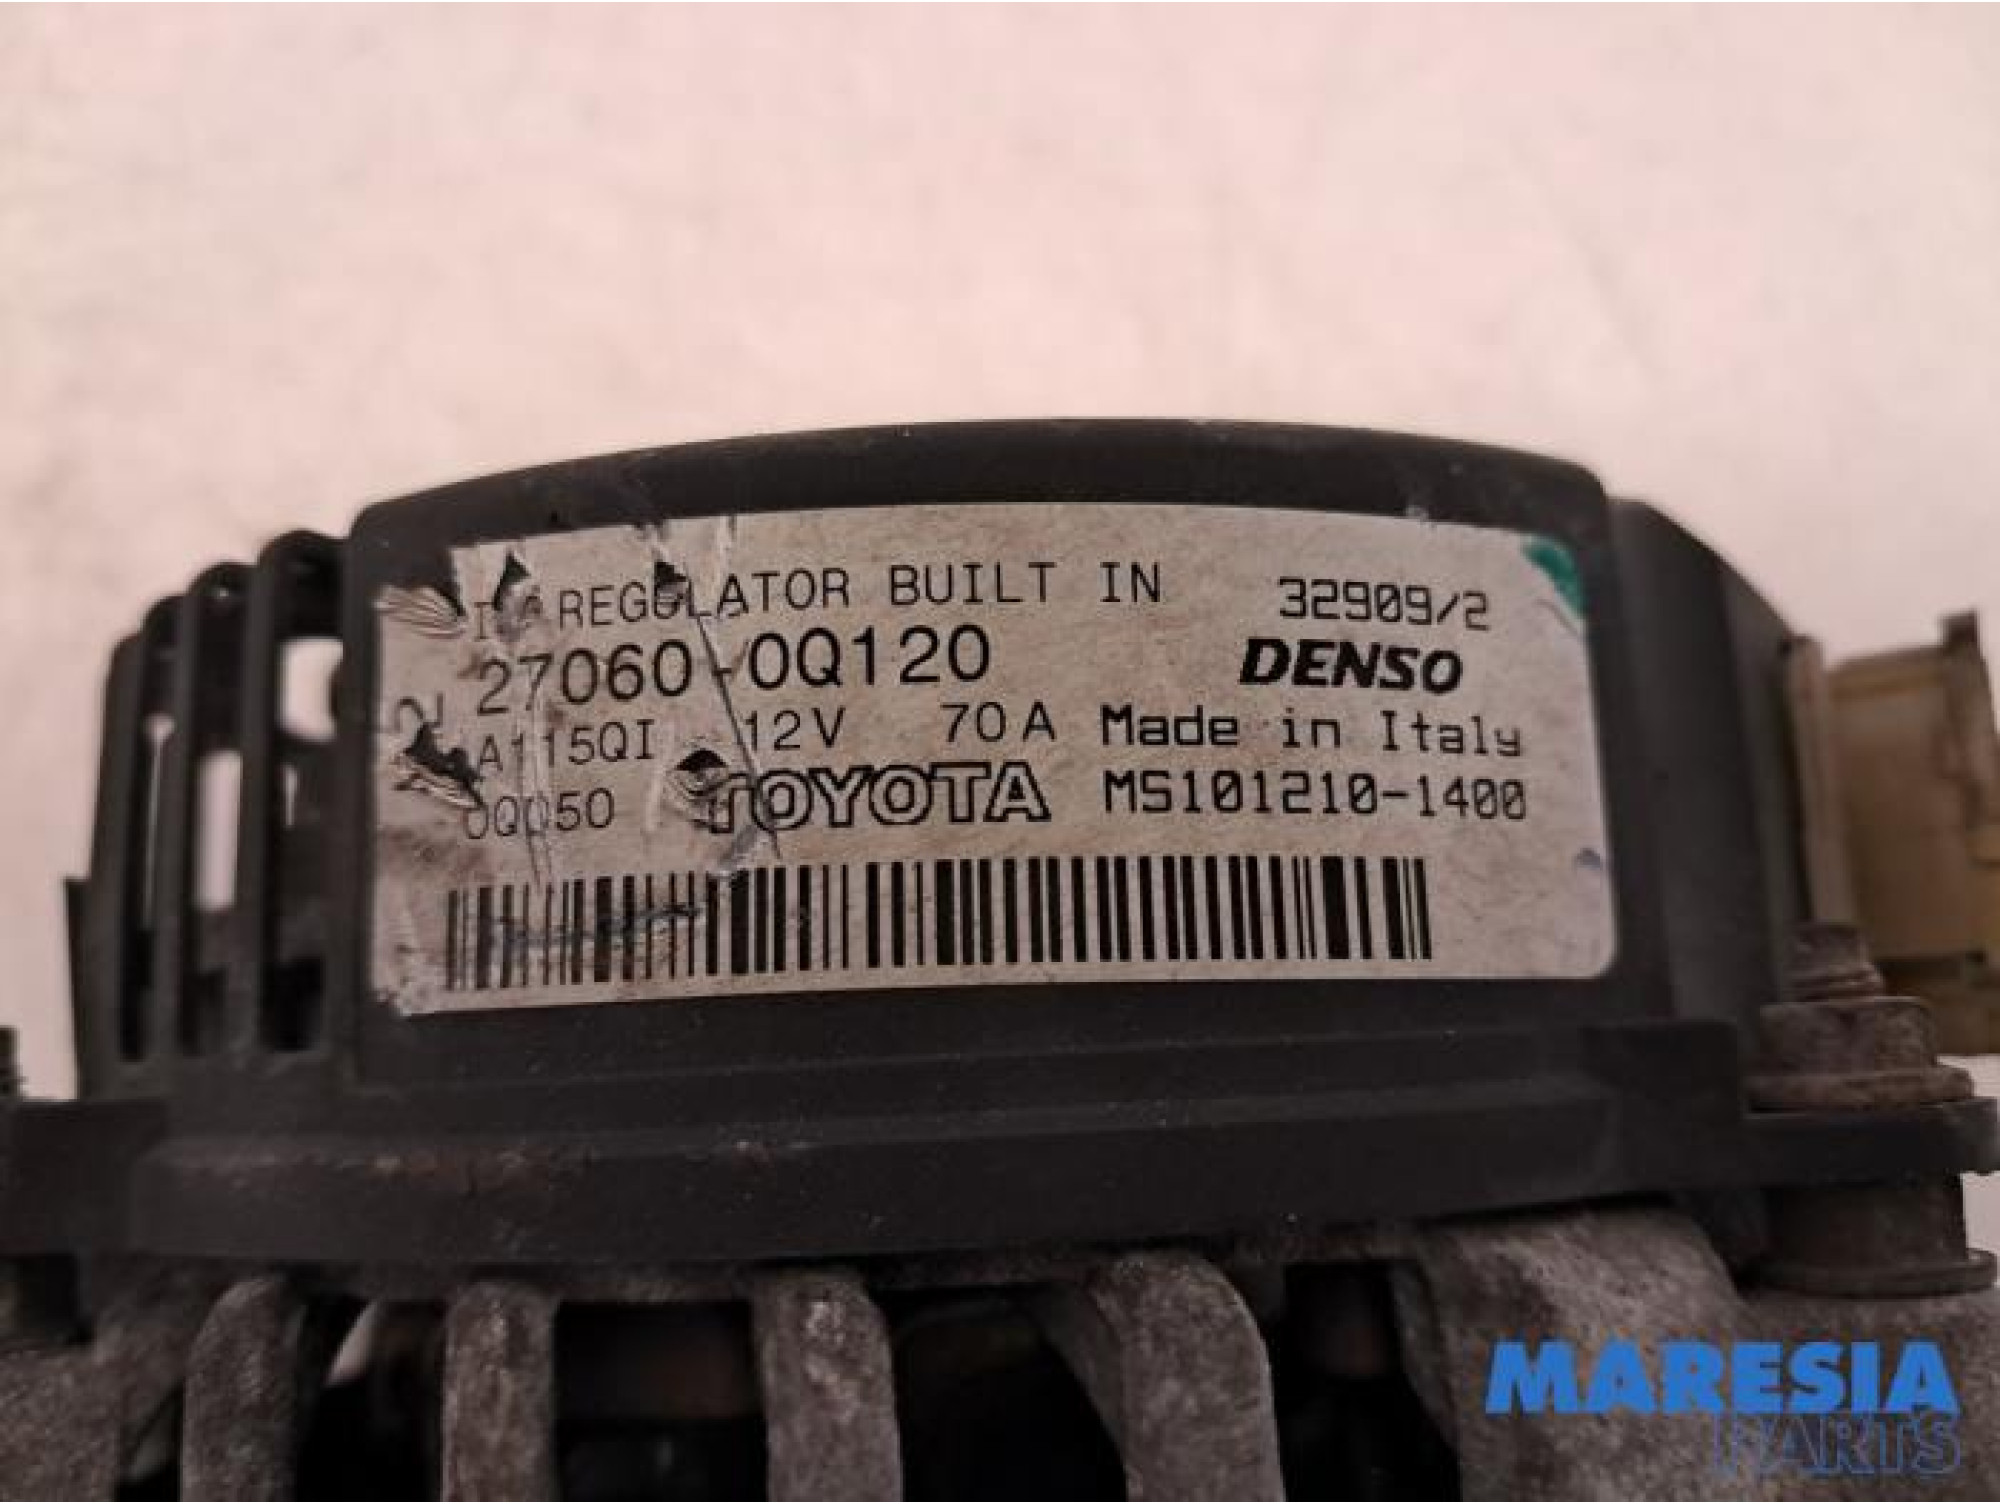 REGULATOR BUILT IN 32909/2
27060-0Q120 DENSO
A115QI 12V 70A Made in Italy
0Q050 TOYOTA MS101210-1400
MARESIA
PARTS